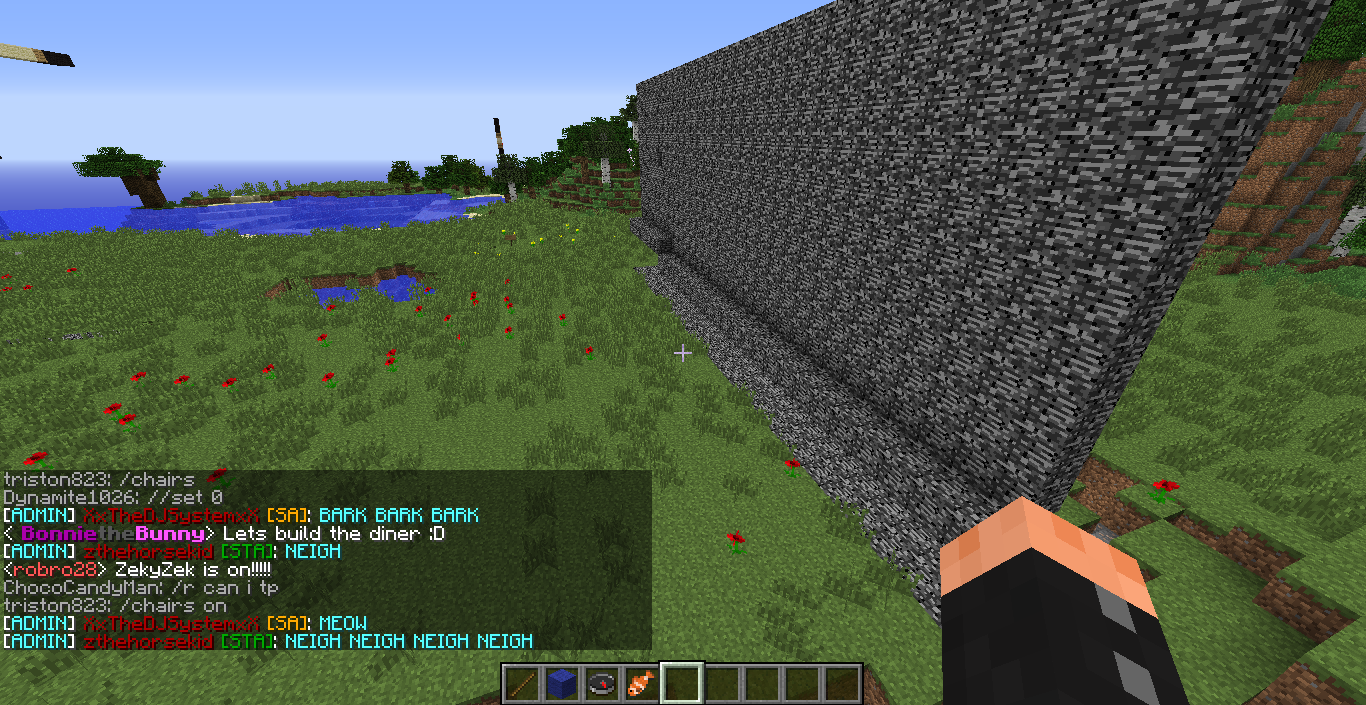 triston823: /chairs
Dynamite1026: //set 0
[ADMIN] XxTheDJSystemxX [SA]: BARK BARK BARK
< BonnietheBunny> Lets build the diner :D
[ADMIN] zthehorsekid [STA]: NEIGH
<robro28> ZekyZek is on!!!!!
ChocoCandyMan: /r can i tp
triston823: /chairs on
[ADMIN] XxTheDJSystemxX [SA]: MEOW
[ADMIN] zthehorsekid [STA]: NEIGH NEIGH NEIGH NEIGH